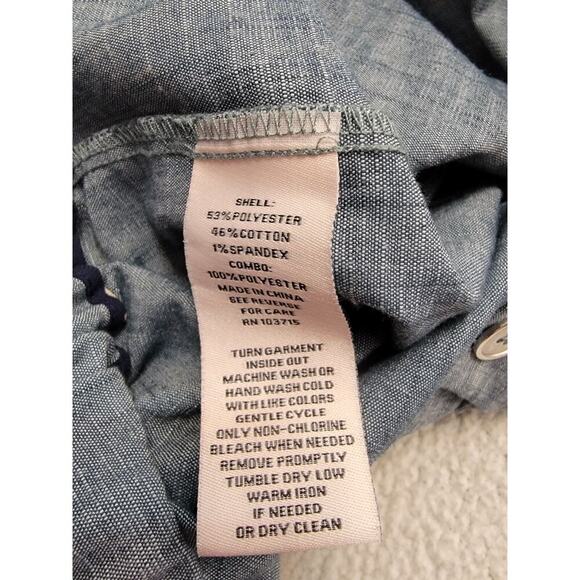 SHELL:
53%POLYESTER
46%COTTON
1%SPANDEX
COMBO:
100%POLYESTER
MADE IN CHINA
SEE REVERSE
FOR CARE
RN 103715
TURN GARMENT
INSIDE OUT
MACHINE WASH OR
HAND WASH COLD
WITH LIKE COLORS
GENTLE CYCLE
ONLY NON-CHLORINE
BLEACH WHEN NEEDED
REMOVE PROMPTLY
TUMBLE DRY LOW
WARM IRON
IF NEEDED
OR DRY CLEAN